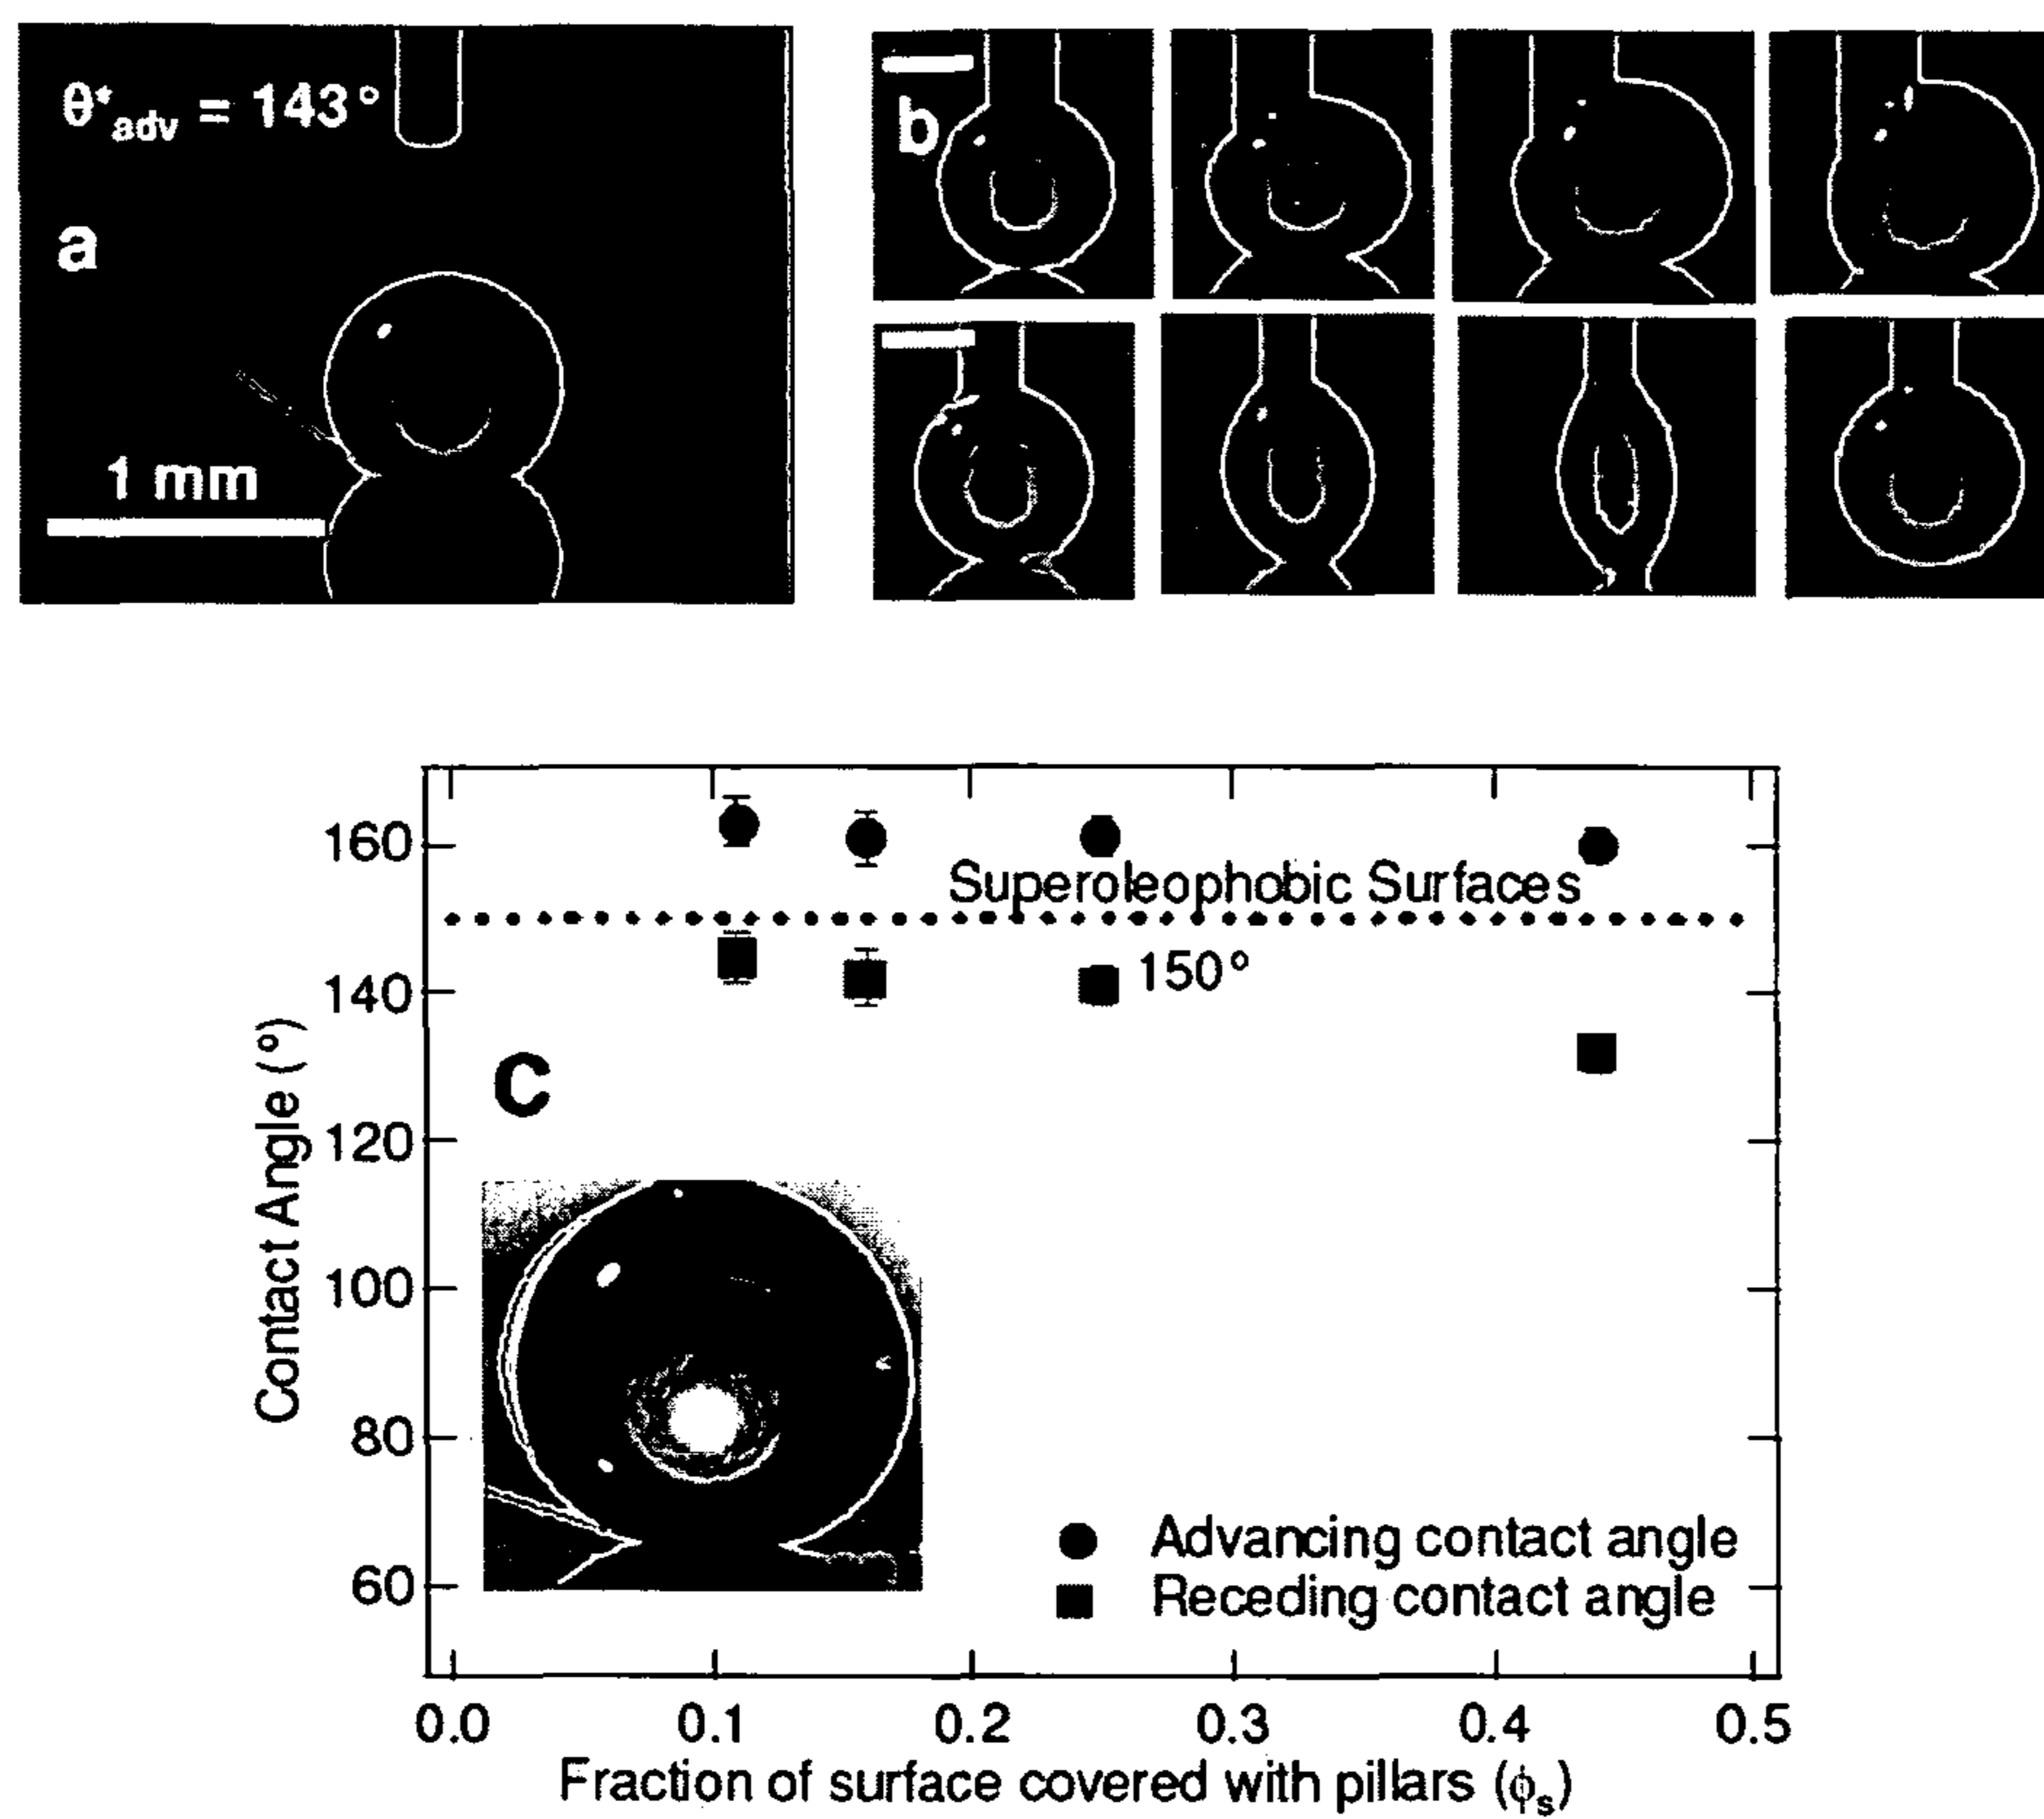 θ*adv = 143°
a
1 mm
b
160
140
120
100
80
60
Contact Angle (°)
Superoleophobic Surfaces
150°
C
Advancing contact angle
Receding contact angle
0.0 0.1 0.2 0.3 0.4 0.5
Fraction of surface covered with pillars (ϕs)